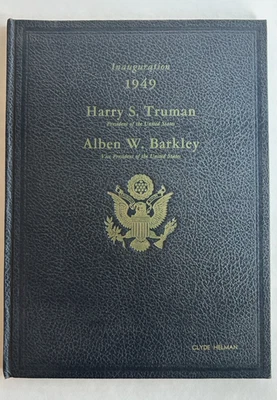 Inauguration
1949
Harry S. Truman
President of the United States
Alben W. Barkley
Vice President of the United States
CLYDE HELMAN